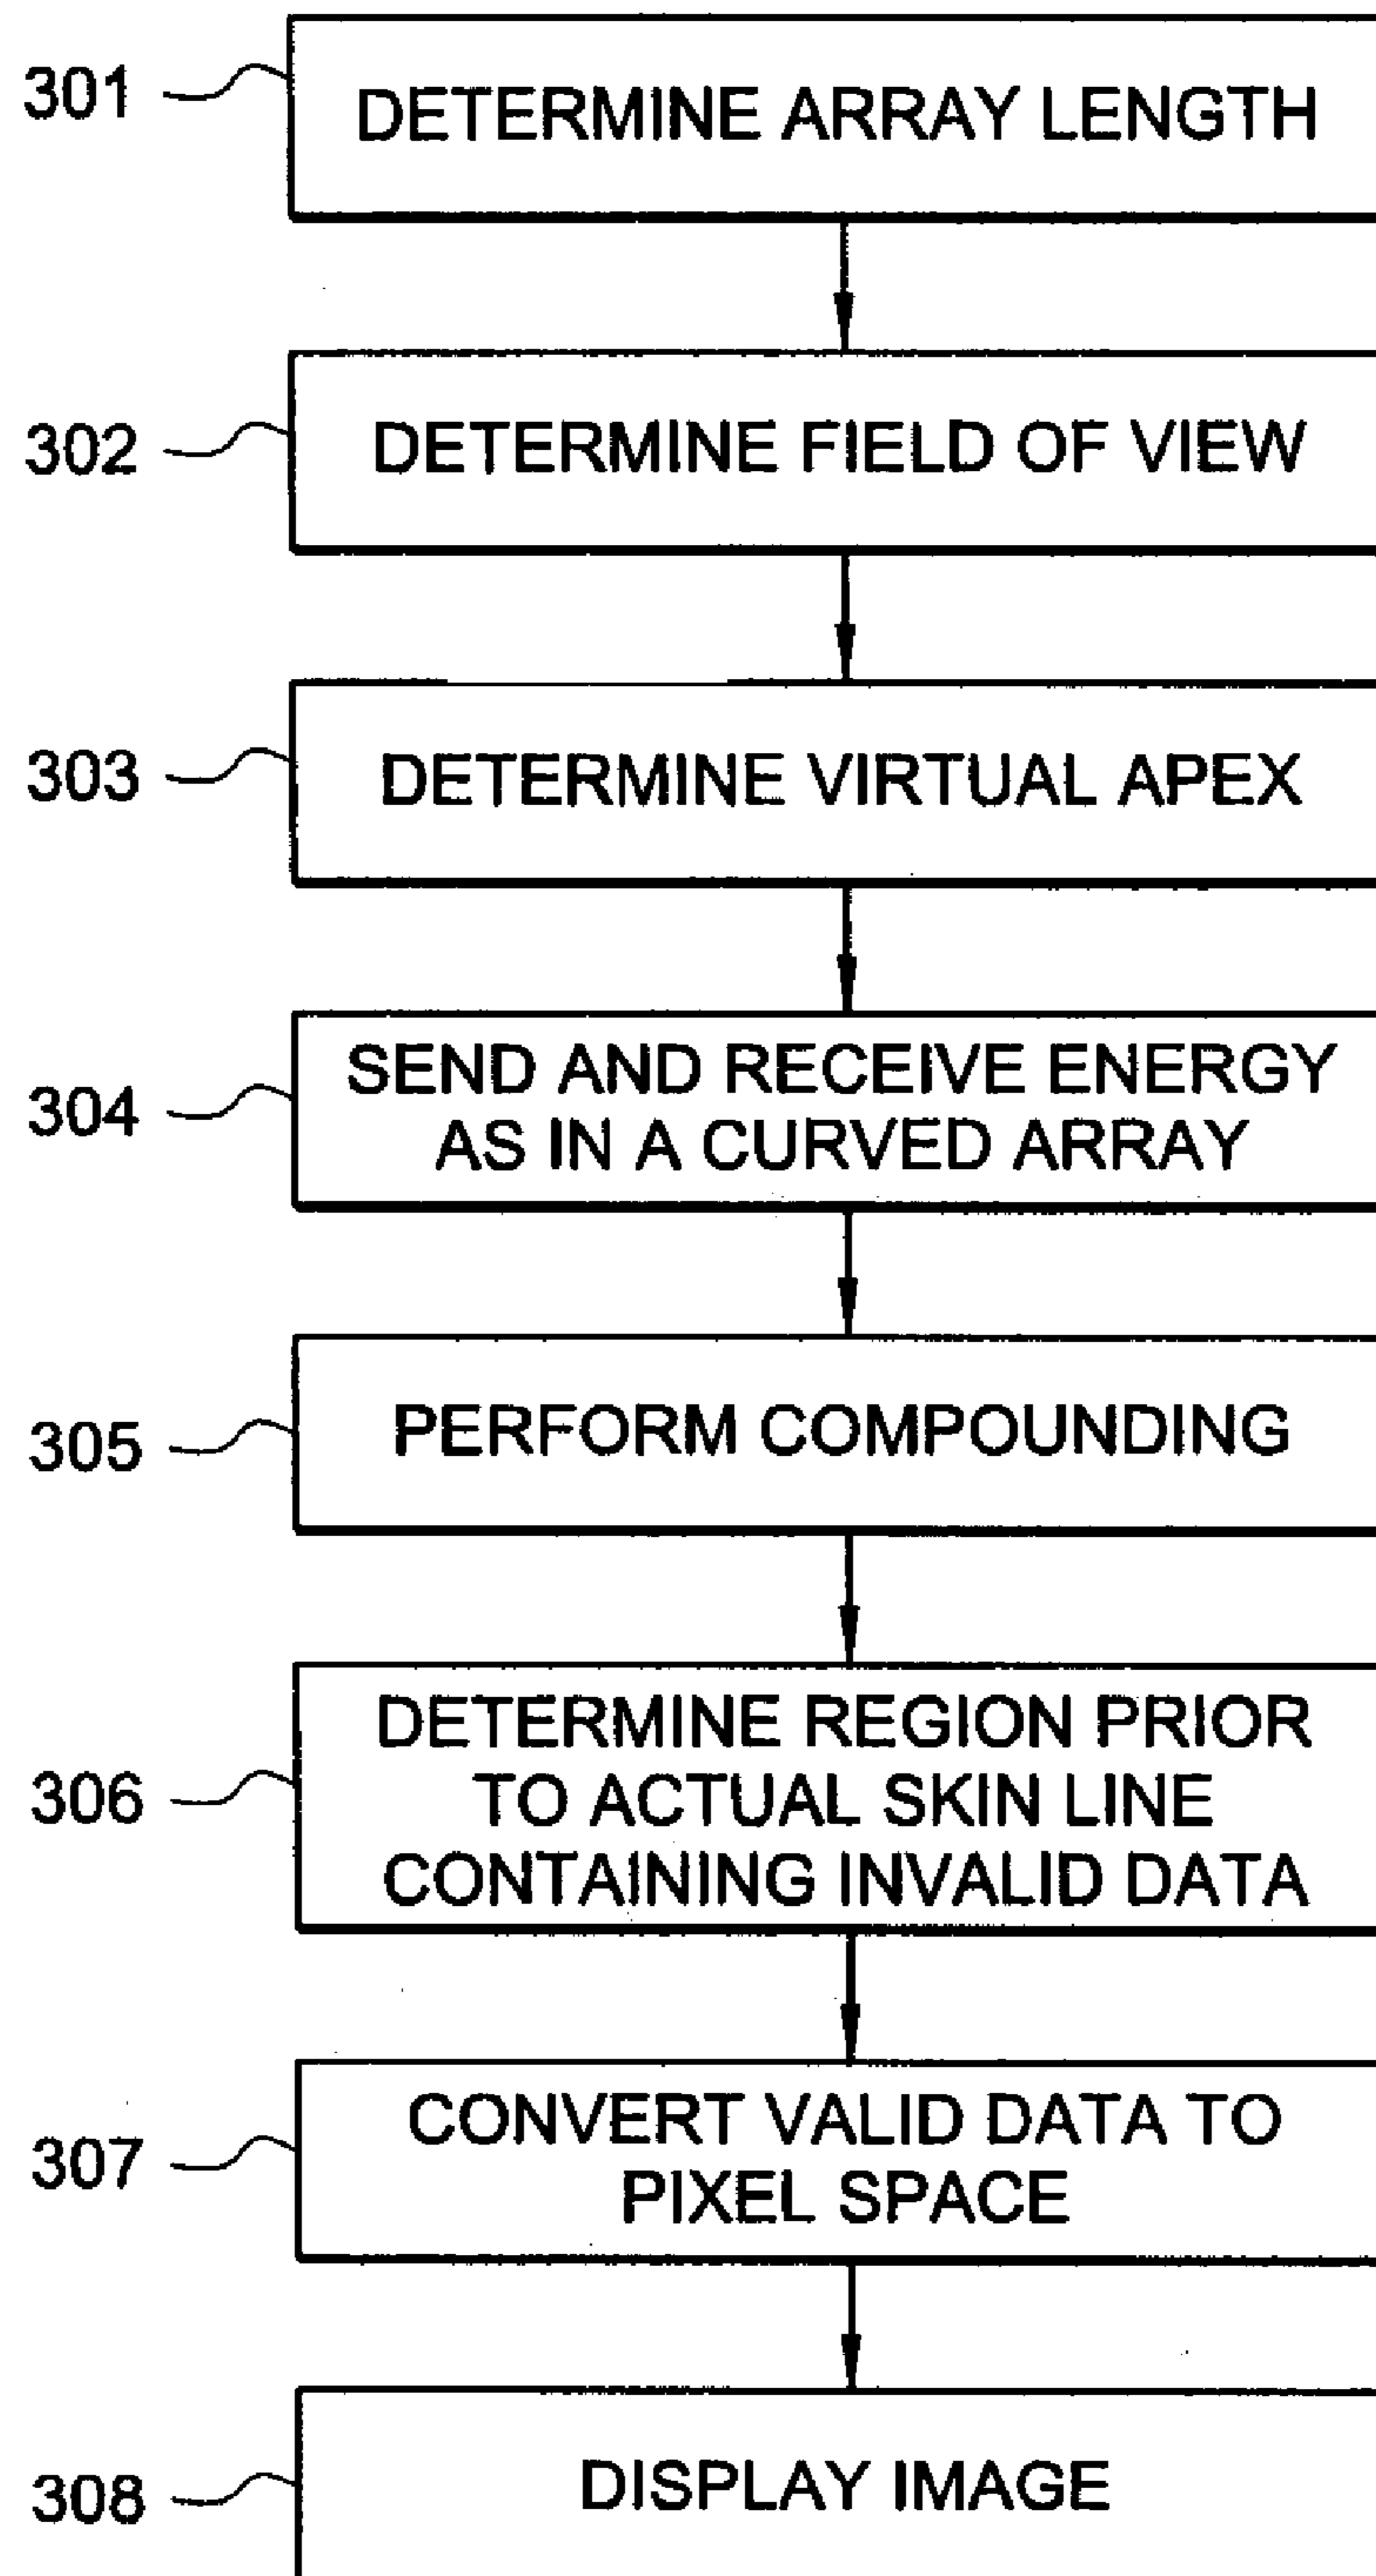 301 DETERMINE ARRAY LENGTH
302 DETERMINE FIELD OF VIEW
303 DETERMINE VIRTUAL APEX
304 SEND AND RECEIVE ENERGY
AS IN A CURVED ARRAY
305 PERFORM COMPOUNDING
306 DETERMINE REGION PRIOR
TO ACTUAL SKIN LINE
CONTAINING INVALID DATA
307 CONVERT VALID DATA TO
PIXEL SPACE
308 DISPLAY IMAGE